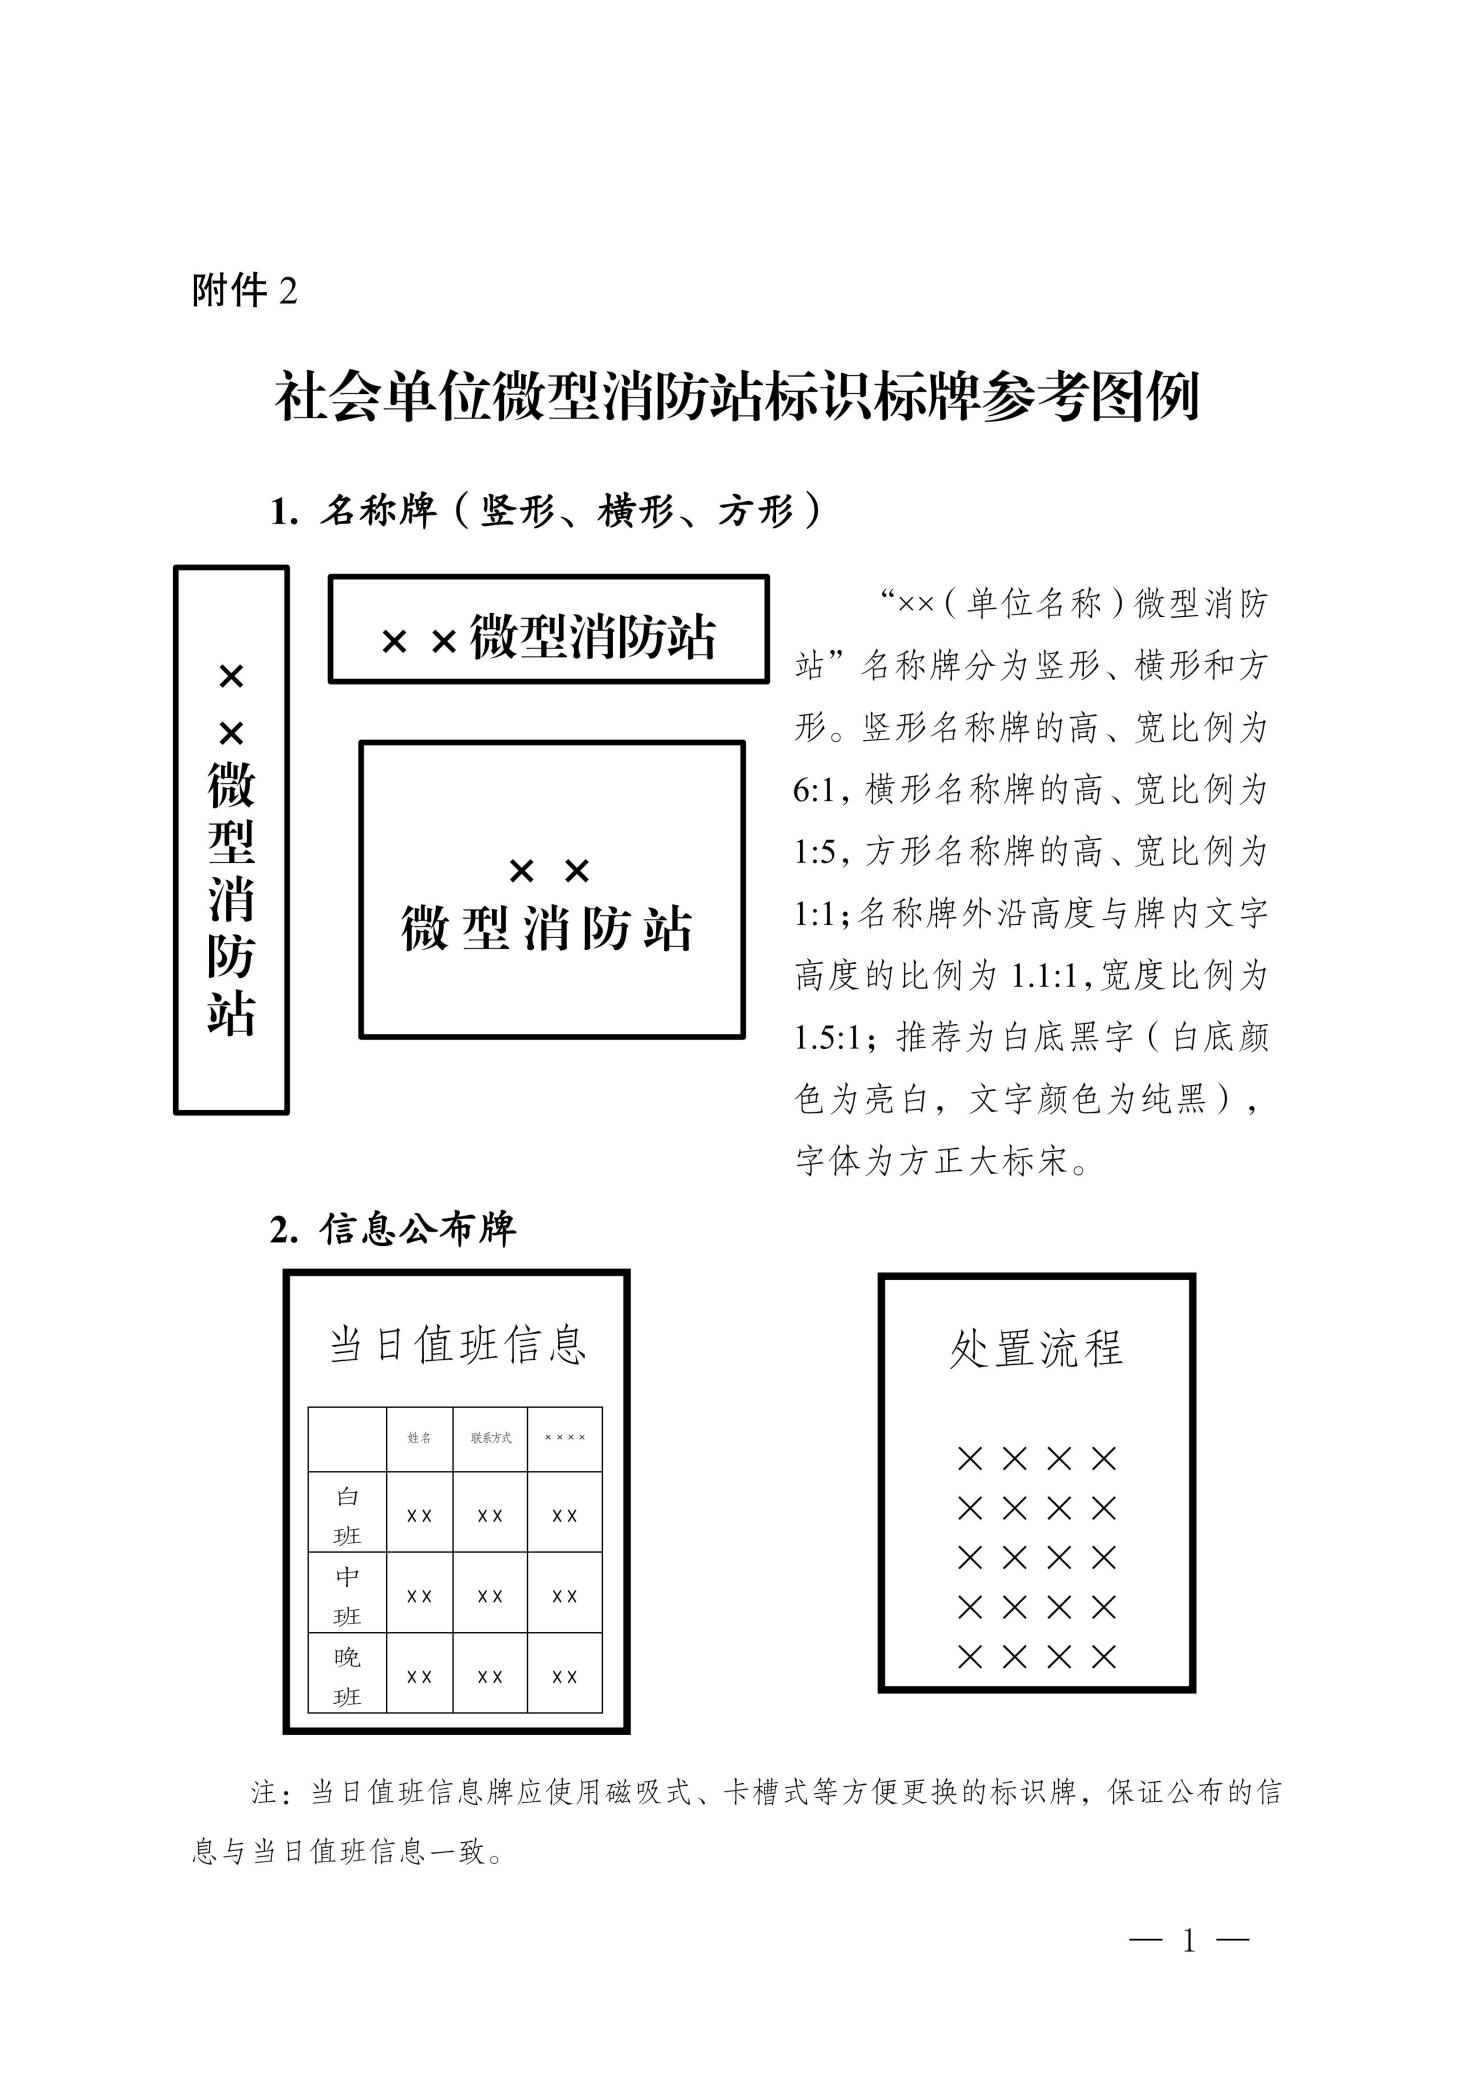 附件 2
社会单位微型消防站标识标牌参考图例
1. 名称牌（竖形、横形、方形）
×
×
微
型
消
防
站
× ×微型消防站
× ×
微型消防站
“××（单位名称）微型消防
站”名称牌分为竖形、横形和方
形。竖形名称牌的高、宽比例为
6:1，横形名称牌的高、宽比例为
1:5，方形名称牌的高、宽比例为
1:1；名称牌外沿高度与牌内文字
高度的比例为 1.1:1，宽度比例为
1.5:1；推荐为白底黑字（白底颜
色为亮白，文字颜色为纯黑），
字体为方正大标宋。
2. 信息公布牌
当日值班信息
姓名 联系方式 ××××
白
班 ×× ×× ××
中
班 ×× ×× ××
晚
班 ×× ×× ××
处置流程
××××
××××
××××
××××
××××
注：当日值班信息牌应使用磁吸式、卡槽式等方便更换的标识牌，保证公布的信
息与当日值班信息一致。
— 1 —